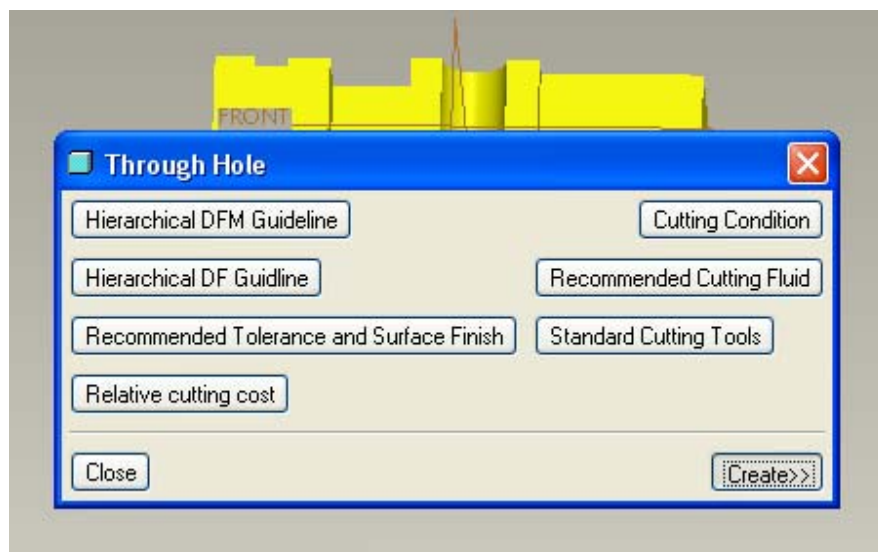 FRONT
Through Hole
Hierarchical DFM Guideline
Cutting Condition
Hierarchical DF Guidline
Recommended Cutting Fluid
Recommended Tolerance and Surface Finish
Standard Cutting Tools
Relative cutting cost
Close
Create>>